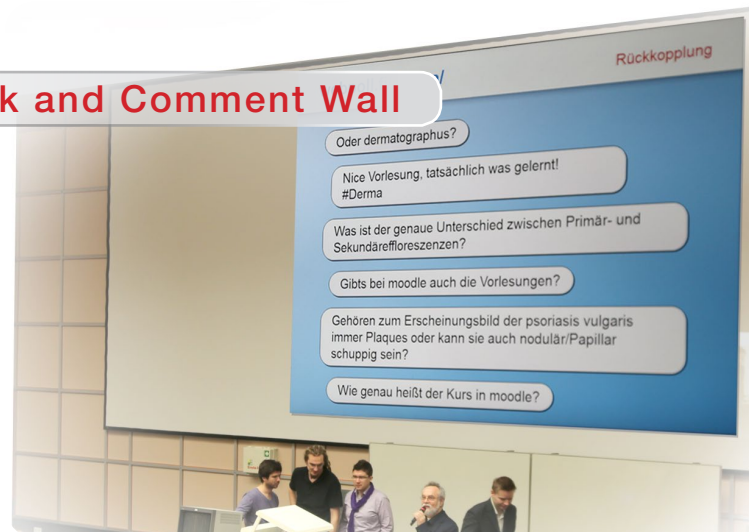 Rückkopplung
k and Comment Wall
Oder dermatographus?
Nice Vorlesung, tatsächlich was gelernt!
#Derma
Was ist der genaue Unterschied zwischen Primär- und
Sekundäreffloreszenzen?
Gibts bei moodle auch die Vorlesungen?
Gehören zum Erscheinungsbild der psoriasis vulgaris
immer Plaques oder kann sie auch nodulär/Papillar
schuppig sein?
Wie genau heißt der Kurs in moodle?